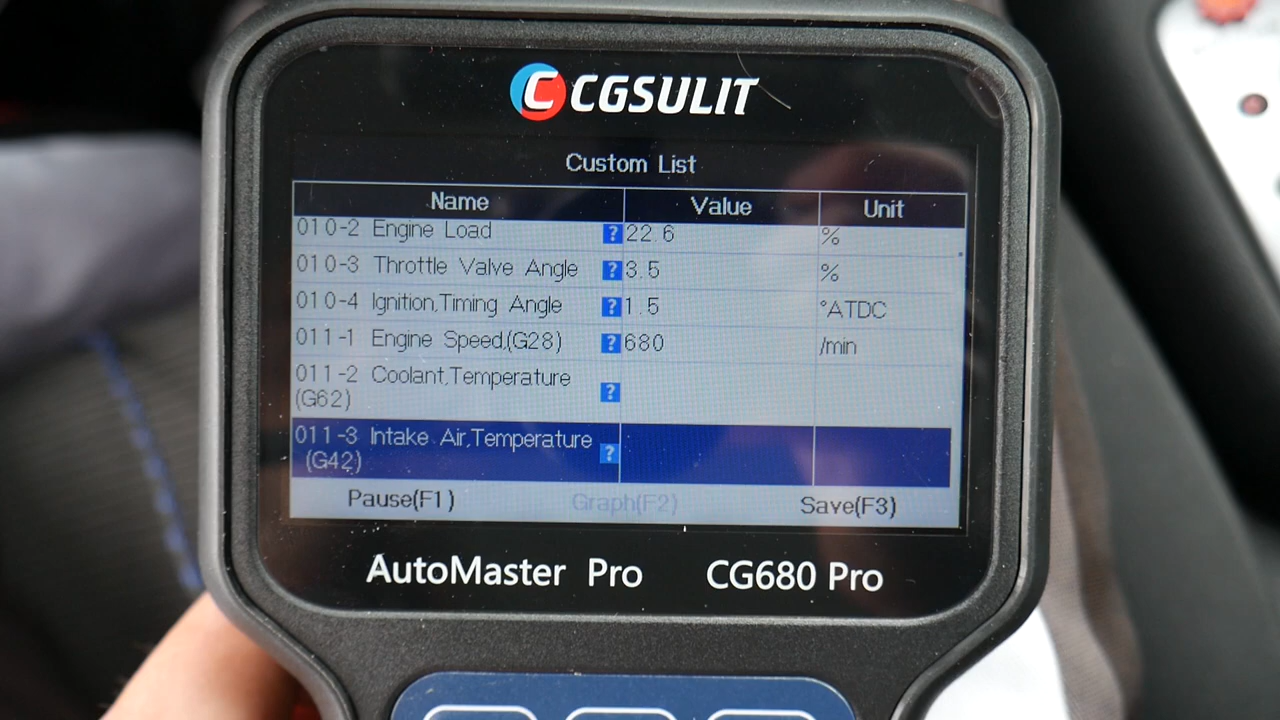 C CGSULIT
Custom List
Name Value Unit
010-2 Engine Load ? 22.6 %
010-3 Throttle Valve Angle ? 3.5 %
010-4 Ignition,Timing Angle ? 1.5 °ATDC
011-1 Engine Speed,(G28) ? 680 /min
011-2 Coolant,Temperature
(G62) ?
011-3 Intake Air,Temperature
(G42) ?
Pause(F1) Graph(F2) Save(F3)
AutoMaster Pro CG680 Pro